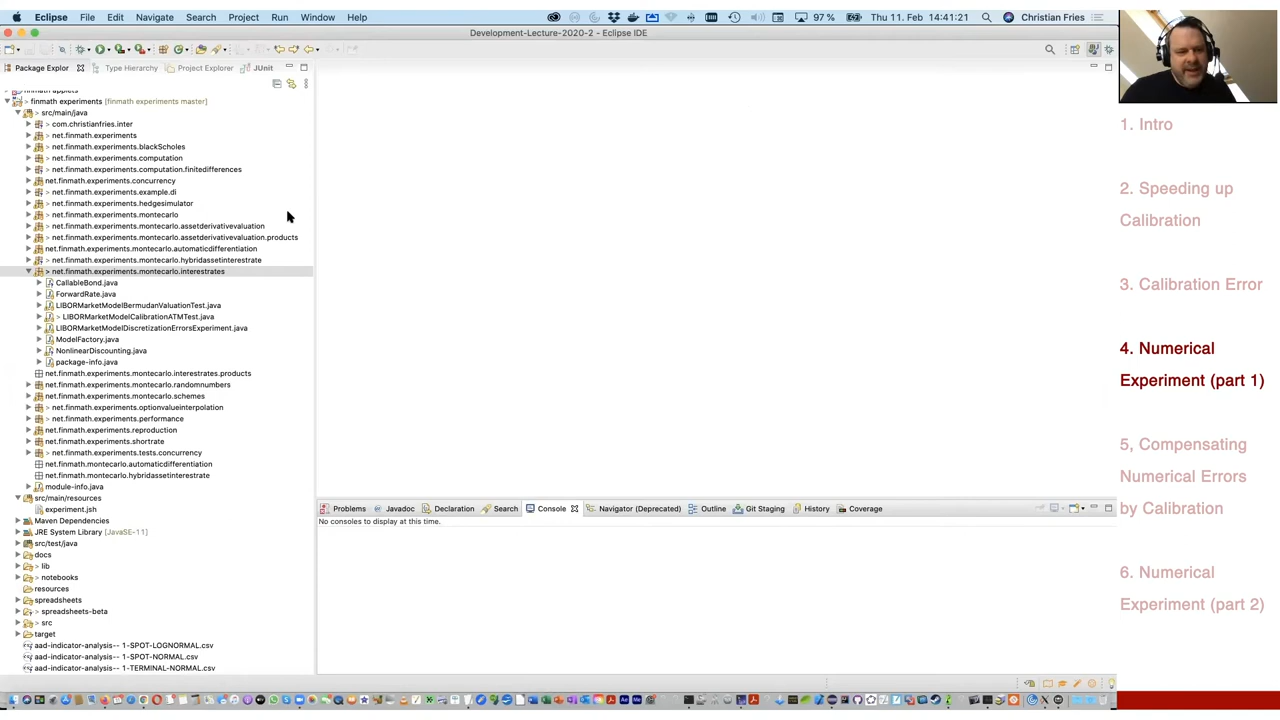 Eclipse File Edit Navigate Search Project Run Window Help 97 % Thu 11. Feb 14:41:21 Christian Fries
Development-Lecture-2020-2 - Eclipse IDE
Package Explor Type Hierarchy Project Explorer JUnit
finmath applets
> finmath experiments [finmath experiments master]
> src/main/java
> com.christianfries.inter
> net.finmath.experiments
> net.finmath.experiments.blackScholes
> net.finmath.experiments.computation
> net.finmath.experiments.computation.finitedifferences
net.finmath.experiments.concurrency
> net.finmath.experiments.example.di
> net.finmath.experiments.hedgesimulator
> net.finmath.experiments.montecarlo
> net.finmath.experiments.montecarlo.assetderivativevaluation
> net.finmath.experiments.montecarlo.assetderivativevaluation.products
net.finmath.experiments.montecarlo.automaticdifferentiation
> net.finmath.experiments.montecarlo.hybridassetinterestrate
> net.finmath.experiments.montecarlo.interestrates
CallableBond.java
ForwardRate.java
LIBORMarketModelBermudanValuationTest.java
> LIBORMarketModelCalibrationATMTest.java
LIBORMarketModelDiscretizationErrorsExperiment.java
ModelFactory.java
NonlinearDiscounting.java
package-info.java
net.finmath.experiments.montecarlo.interestrates.products
net.finmath.experiments.montecarlo.randomnumbers
net.finmath.experiments.montecarlo.schemes
> net.finmath.experiments.optionvalueinterpolation
> net.finmath.experiments.performance
net.finmath.experiments.reproduction
> net.finmath.experiments.shortrate
> net.finmath.experiments.tests.concurrency
net.finmath.montecarlo.automaticdifferentiation
net.finmath.montecarlo.hybridassetinterestrate
module-info.java
src/main/resources
experiment.jsh
Maven Dependencies
JRE System Library [JavaSE-11]
src/test/java
docs
> lib
> notebooks
resources
spreadsheets
> spreadsheets-beta
> src
target
aad-indicator-analysis-- 1-SPOT-LOGNORMAL.csv
aad-indicator-analysis-- 1-SPOT-NORMAL.csv
aad-indicator-analysis-- 1-TERMINAL-NORMAL.csv
Problems Javadoc Declaration Search Console Navigator (Deprecated) Outline Git Staging History Coverage
No consoles to display at this time.
1. Intro
2. Speeding up
Calibration
3. Calibration Error
4. Numerical
Experiment (part 1)
5, Compensating
Numerical Errors
by Calibration
6. Numerical
Experiment (part 2)